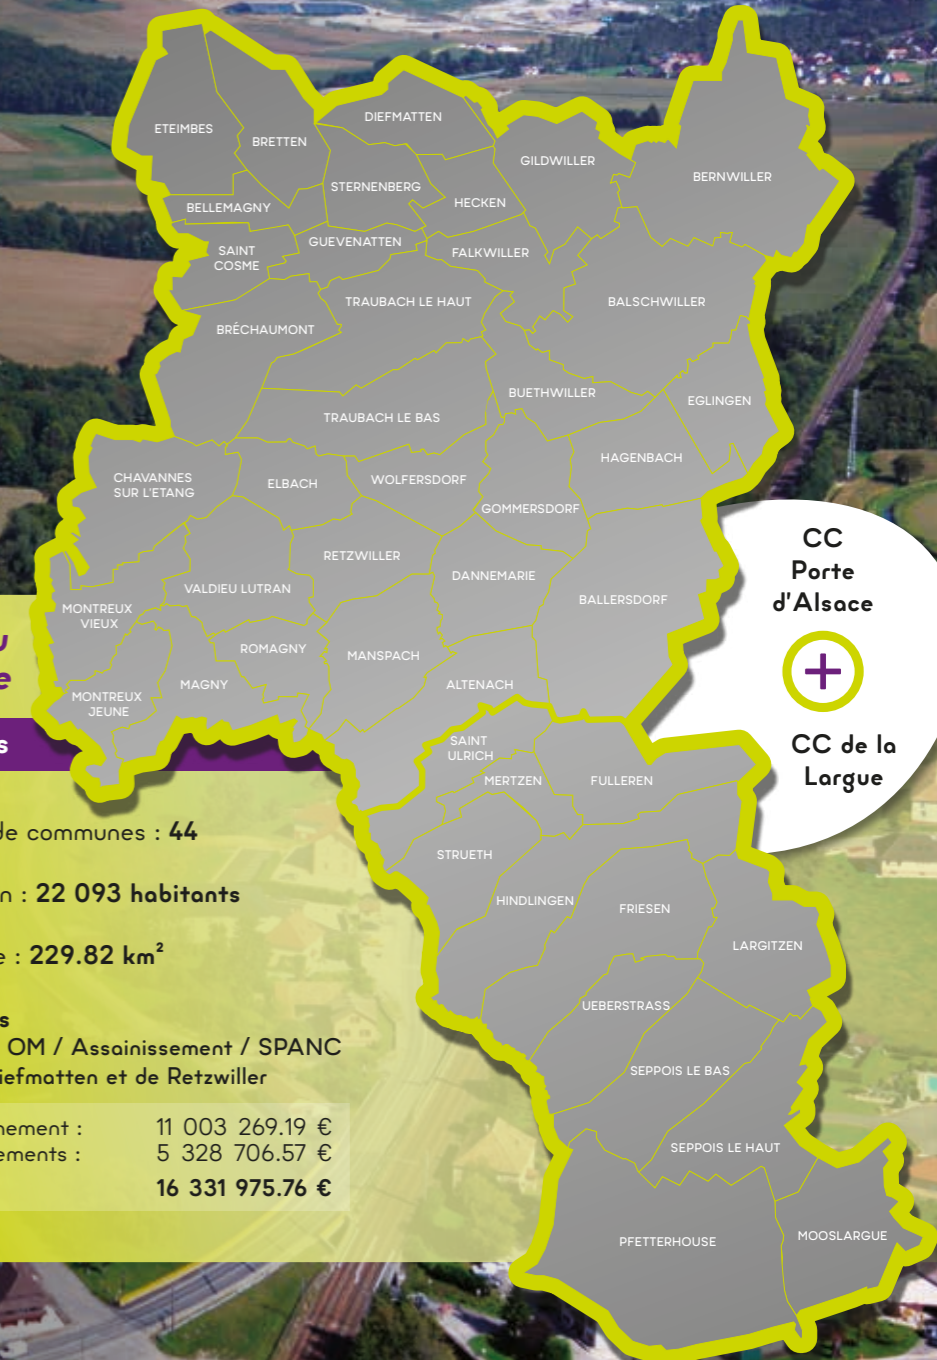 ETEIMBES
BRETTEN
DIEFMATTEN
GILDWILLER
BERNWILLER
STERNENBERG
HECKEN
BELLEMAGNY
SAINT
COSME
GUEVENATTEN
FALKWILLER
TRAUBACH LE HAUT
BALSCHWILLER
BRÉCHAUMONT
BUETHWILLER
EGLINGEN
TRAUBACH LE BAS
HAGENBACH
CHAVANNES
SUR L'ETANG
ELBACH
WOLFERSDORF
GOMMERSDORF
RETZWILLER
DANNEMARIE
VALDIEU LUTRAN
BALLERSDORF
MONTREUX
VIEUX
ROMAGNY
MANSPACH
MAGNY
ALTENACH
MONTREUX
JEUNE
CC
Porte
d'Alsace
+
CC de la
Largue
SAINT
ULRICH
MERTZEN
FULLEREN
STRUETH
HINDLINGEN
FRIESEN
LARGITZEN
UEBERSTRASS
SEPPOIS LE BAS
SEPPOIS LE HAUT
PFETTERHOUSE
MOOSLARGUE
u
e
s
de communes : 44
n : 22 093 habitants
e : 229.82 km²
s
OM / Assainissement / SPANC
iefmatten et de Retzwiller
nement : 11 003 269.19 €
ements : 5 328 706.57 €
16 331 975.76 €